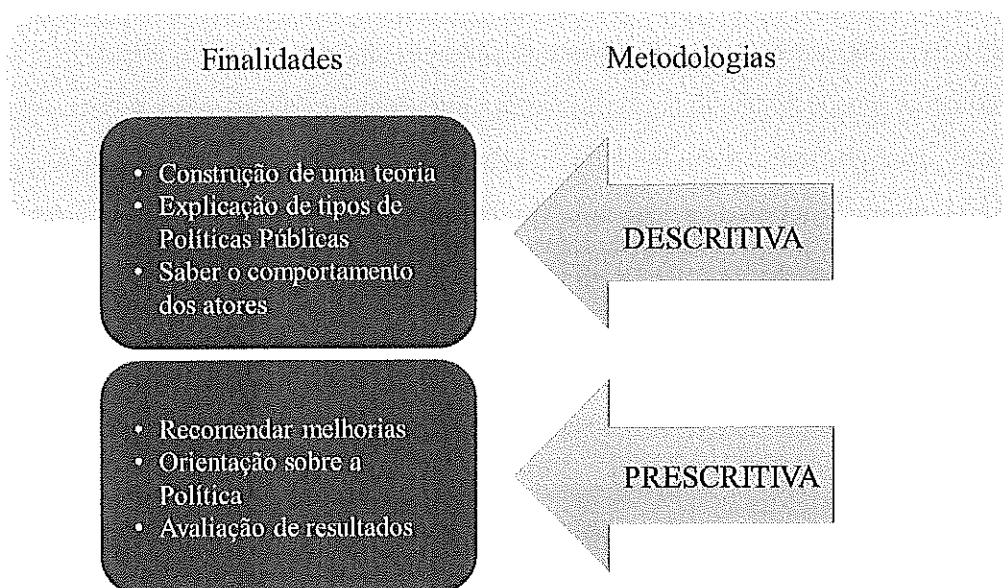 Finalidades
Metodologias
• Construção de uma teoria
• Explicação de tipos de
Políticas Públicas
• Saber o comportamento
dos atores
DESCRITIVA
• Recomendar melhorias
• Orientação sobre a
Política
• Avaliação de resultados
PRESCRITIVA